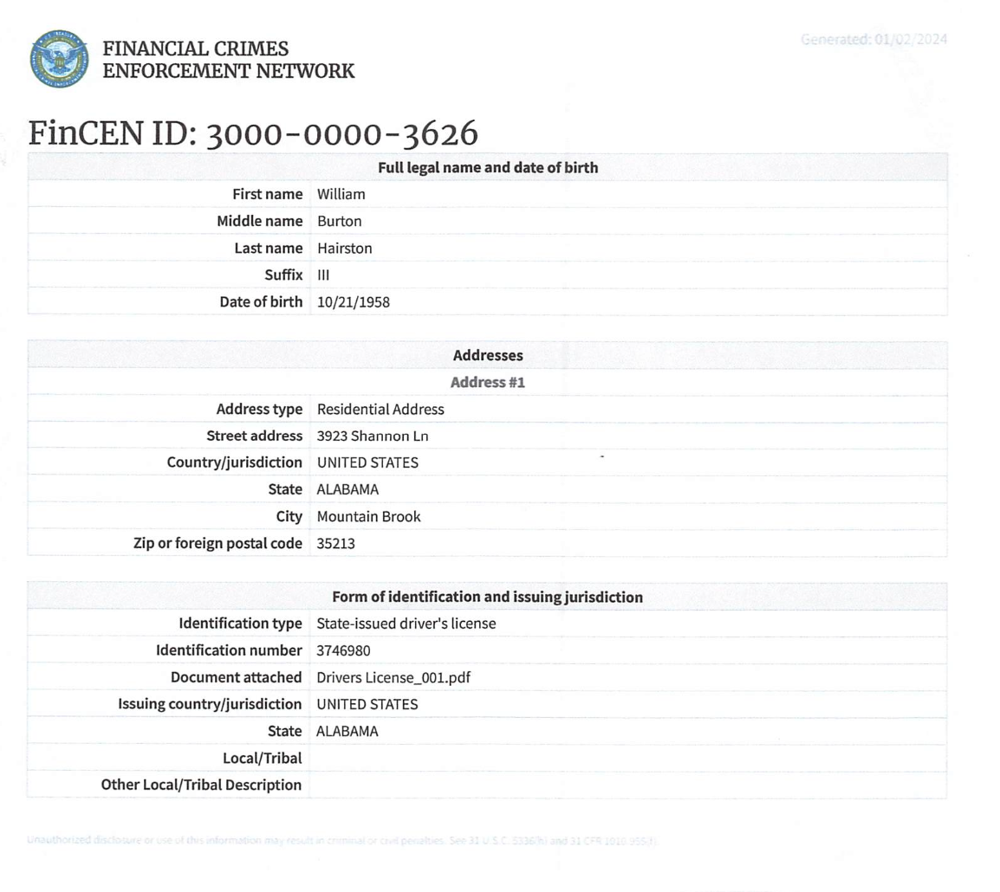 FINANCIAL CRIMES
ENFORCEMENT NETWORK
Generated: 01/02/2024
FinCEN ID: 3000-0000-3626
Full legal name and date of birth
First name William
Middle name Burton
Last name Hairston
Suffix III
Date of birth 10/21/1958
Addresses
Address #1
Address type Residential Address
Street address 3923 Shannon Ln
Country/jurisdiction UNITED STATES
State ALABAMA
City Mountain Brook
Zip or foreign postal code 35213
Form of identification and issuing jurisdiction
Identification type State-issued driver's license
Identification number 3746980
Document attached Drivers License_001.pdf
Issuing country/jurisdiction UNITED STATES
State ALABAMA
Local/Tribal
Other Local/Tribal Description
Unauthorized disclosure or use of this information may result in criminal or civil penalties. See 31 U.S.C. 5336(h) and 31 CFR